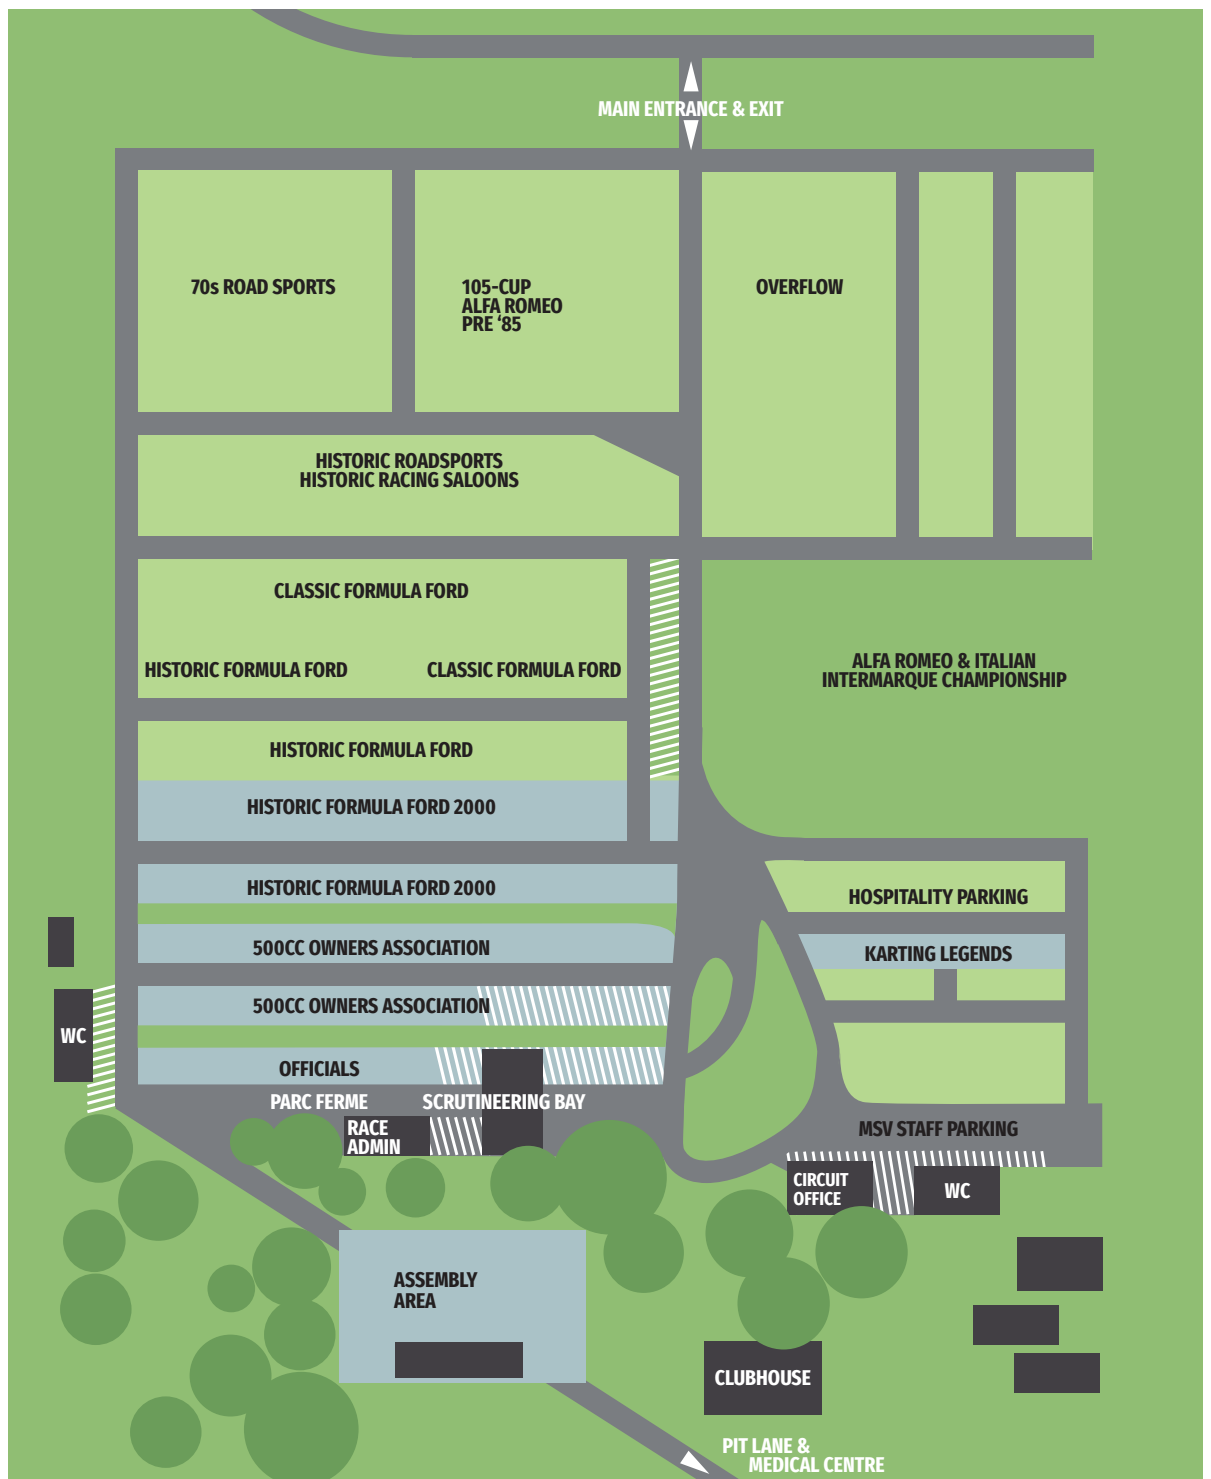 MAIN ENTRANCE & EXIT
70s ROAD SPORTS
105-CUP
ALFA ROMEO
PRE ‘85
OVERFLOW
HISTORIC ROADSPORTS
HISTORIC RACING SALOONS
CLASSIC FORMULA FORD
HISTORIC FORMULA FORD
CLASSIC FORMULA FORD
ALFA ROMEO & ITALIAN
INTERMARQUE CHAMPIONSHIP
HISTORIC FORMULA FORD
HISTORIC FORMULA FORD 2000
HISTORIC FORMULA FORD 2000
HOSPITALITY PARKING
500CC OWNERS ASSOCIATION
KARTING LEGENDS
500CC OWNERS ASSOCIATION
WC
OFFICIALS
PARC FERME
SCRUTINEERING BAY
RACE
ADMIN
MSV STAFF PARKING
CIRCUIT
OFFICE
WC
ASSEMBLY
AREA
CLUBHOUSE
PIT LANE &
MEDICAL CENTRE